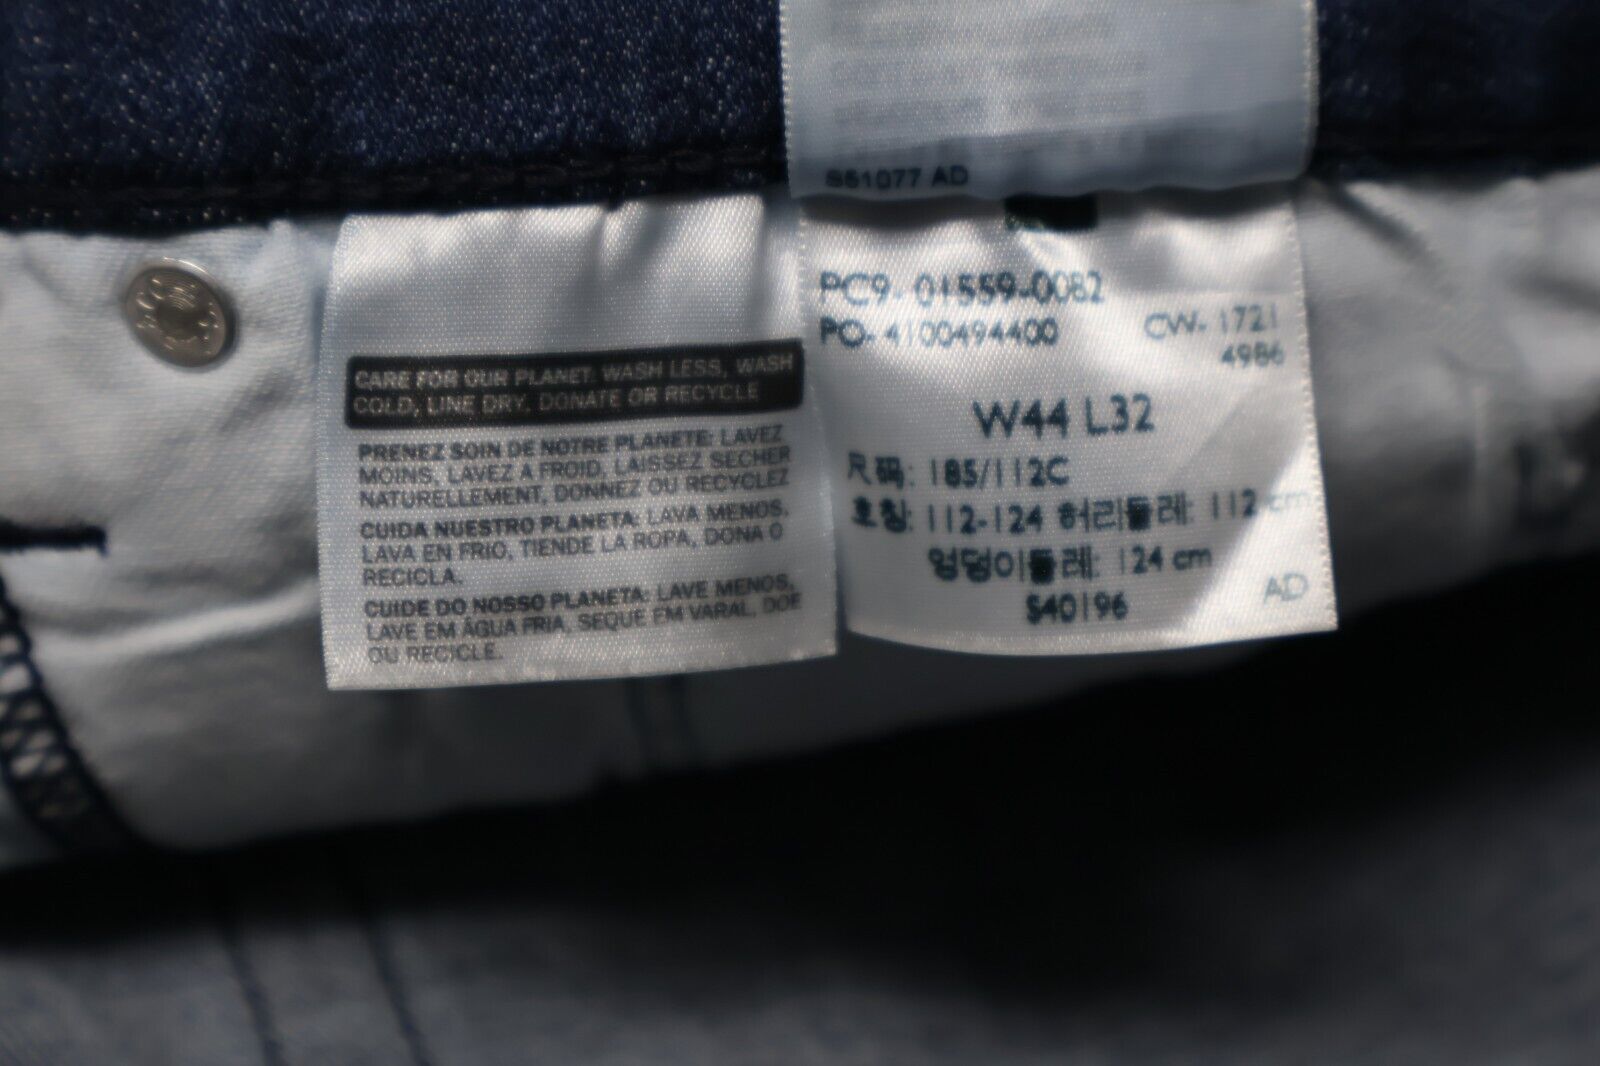 S51077 AD
CARE FOR OUR PLANET. WASH LESS, WASH
COLD, LINE DRY, DONATE OR RECYCLE
PRENEZ SOIN DE NOTRE PLANETE: LAVEZ
MOINS, LAVEZ A FROID, LAISSEZ SECHER
NATURELLEMENT, DONNEZ OU RECYCLEZ
CUIDA NUESTRO PLANETA: LAVA MENOS,
LAVA EN FRIO, TIENDE LA ROPA, DONA O
RECICLA.
CUIDE DO NOSSO PLANETA: LAVE MENOS,
LAVE EM ÁGUA FRIA, SEQUE EM VARAL, DOE
OU RECICLE.
PC9- 01559-0082
PO- 4100494400
CW- 1721
4986
W44 L32
尺码: 185/112C
호칭: 112-124 허리둘레: 112 cm
엉덩이둘레: 124 cm
S40196
AD